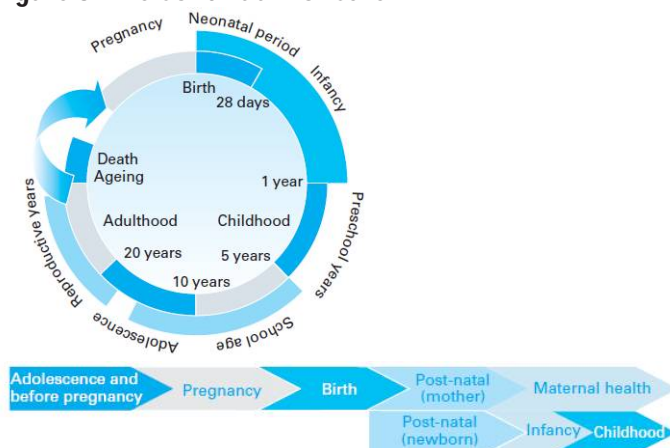 Pregnancy
Neonatal period
Infancy
Birth
28 days
Death
Ageing
1 year
Adulthood
Childhood
Preschool years
20 years
5 years
10 years
Reproductive years
Adolescence
School age
Adolescence and
before pregnancy
Pregnancy
Birth
Post-natal
(mother)
Maternal health
Post-natal
(newborn)
Infancy
Childhood